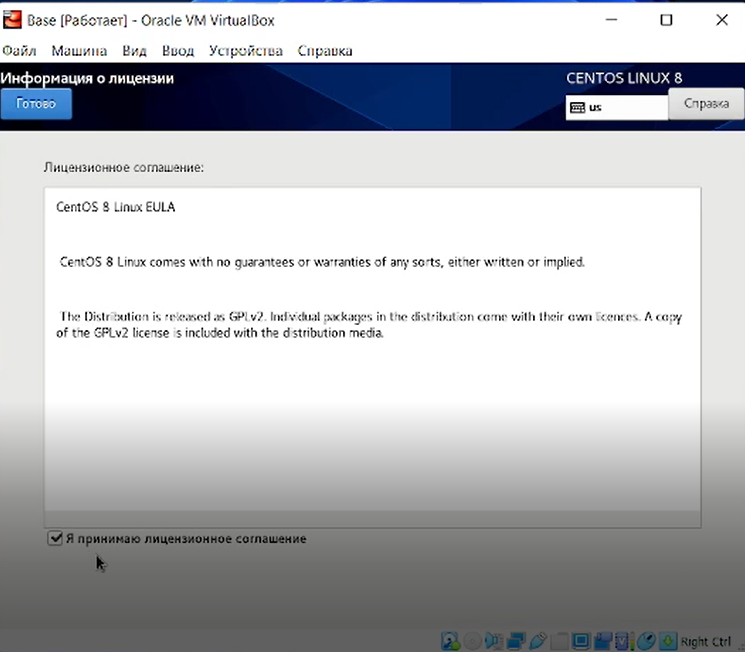 Base [Работает] - Oracle VM VirtualBox
Файл Машина Вид Ввод Устройства Справка
Информация о лицензии
CENTOS LINUX 8
Готово
us
Справка
Лицензионное соглашение:
CentOS 8 Linux EULA
CentOS 8 Linux comes with no guarantees or warranties of any sorts, either written or implied.
The Distribution is released as GPLv2. Individual packages in the distribution come with their own licences. A copy
of the GPLv2 license is included with the distribution media.
Я принимаю лицензионное соглашение
Right Ctrl